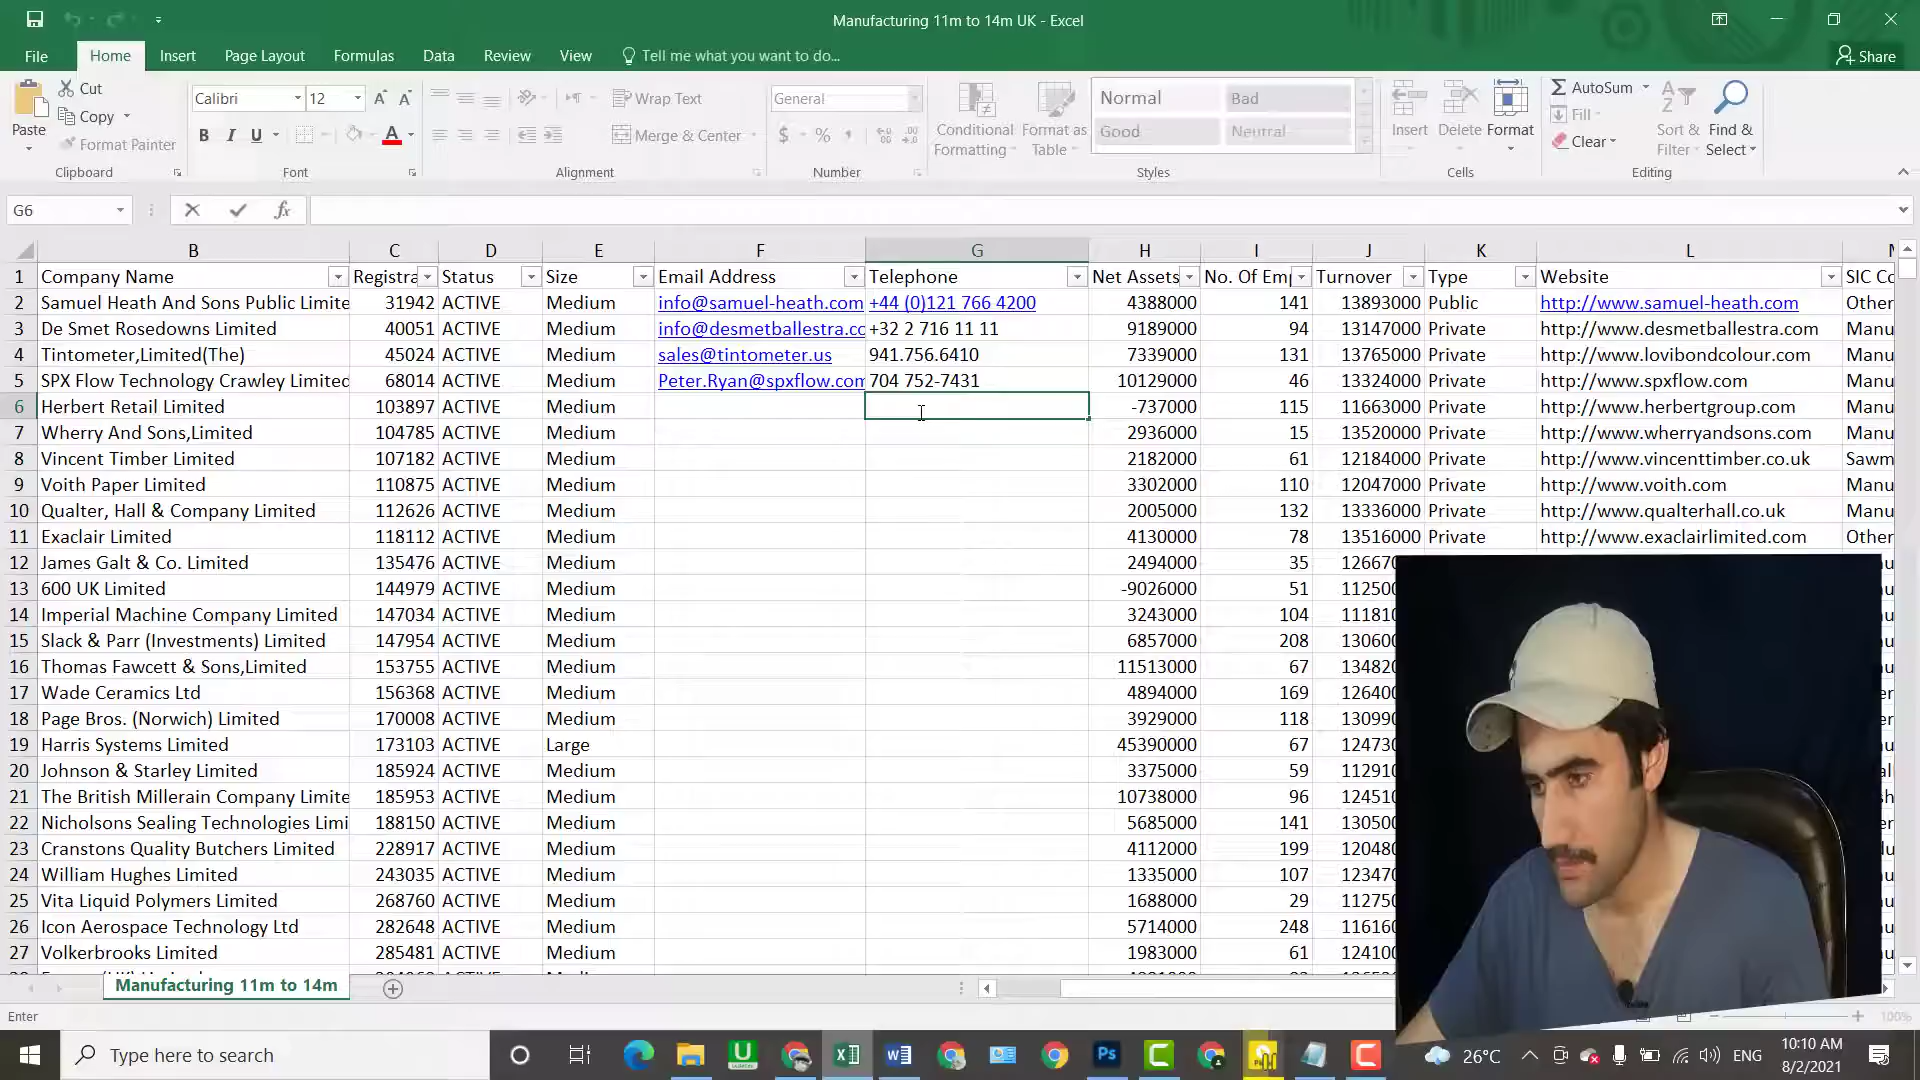 Manufacturing 11m to 14m UK - Excel
File Home Insert Page Layout Formulas Data Review View Tell me what you want to do... Share
Paste Cut Copy Format Painter Clipboard
Calibri 12 A A B I U A Font
Wrap Text Merge & Center Alignment
General $ % Number
Conditional Formatting Format as Table Normal Bad Good Neutral Styles
Insert Delete Format Cells
AutoSum Fill Clear Sort & Filter Find & Select Editing
G6 fx
B C D E F G H I J K L
1 Company Name Registra Status Size Email Address Telephone Net Assets No. Of Em Turnover Type Website SIC Co
2 Samuel Heath And Sons Public Limite 31942 ACTIVE Medium info@samuel-heath.com +44 (0)121 766 4200 4388000 141 13893000 Public http://www.samuel-heath.com Other
3 De Smet Rosedowns Limited 40051 ACTIVE Medium info@desmetballestra.co +32 2 716 11 11 9189000 94 13147000 Private http://www.desmetballestra.com Manu
4 Tintometer,Limited(The) 45024 ACTIVE Medium sales@tintometer.us 941.756.6410 7339000 131 13765000 Private http://www.lovibondcolour.com Manu
5 SPX Flow Technology Crawley Limited 68014 ACTIVE Medium Peter.Ryan@spxflow.com 704 752-7431 10129000 46 13324000 Private http://www.spxflow.com Manu
6 Herbert Retail Limited 103897 ACTIVE Medium -737000 115 11663000 Private http://www.herbertgroup.com Manu
7 Wherry And Sons,Limited 104785 ACTIVE Medium 2936000 15 13520000 Private http://www.wherryandsons.com Manu
8 Vincent Timber Limited 107182 ACTIVE Medium 2182000 61 12184000 Private http://www.vincenttimber.co.uk Sawm
9 Voith Paper Limited 110875 ACTIVE Medium 3302000 110 12047000 Private http://www.voith.com Manu
10 Qualter, Hall & Company Limited 112626 ACTIVE Medium 2005000 132 13336000 Private http://www.qualterhall.co.uk Manu
11 Exaclair Limited 118112 ACTIVE Medium 4130000 78 13516000 Private http://www.exaclairlimited.com Other
12 James Galt & Co. Limited 135476 ACTIVE Medium 2494000 35 12667
13 600 UK Limited 144979 ACTIVE Medium -9026000 51 11250
14 Imperial Machine Company Limited 147034 ACTIVE Medium 3243000 104 11181
15 Slack & Parr (Investments) Limited 147954 ACTIVE Medium 6857000 208 13060
16 Thomas Fawcett & Sons,Limited 153755 ACTIVE Medium 11513000 67 13482
17 Wade Ceramics Ltd 156368 ACTIVE Medium 4894000 169 12640
18 Page Bros. (Norwich) Limited 170008 ACTIVE Medium 3929000 118 13099
19 Harris Systems Limited 173103 ACTIVE Large 45390000 67 12473
20 Johnson & Starley Limited 185924 ACTIVE Medium 3375000 59 11291
21 The British Millerain Company Limite 185953 ACTIVE Medium 10738000 96 12451
22 Nicholsons Sealing Technologies Limi 188150 ACTIVE Medium 5685000 141 13050
23 Cranstons Quality Butchers Limited 228917 ACTIVE Medium 4112000 199 12048
24 William Hughes Limited 243035 ACTIVE Medium 1335000 107 12347
25 Vita Liquid Polymers Limited 268760 ACTIVE Medium 1688000 29 11275
26 Icon Aerospace Technology Ltd 282648 ACTIVE Medium 5714000 248 11616
27 Volkerbrooks Limited 285481 ACTIVE Medium 1983000 61 12410
Manufacturing 11m to 14m
Enter 100%
Type here to search 26°C ENG 10:10 AM
8/2/2021